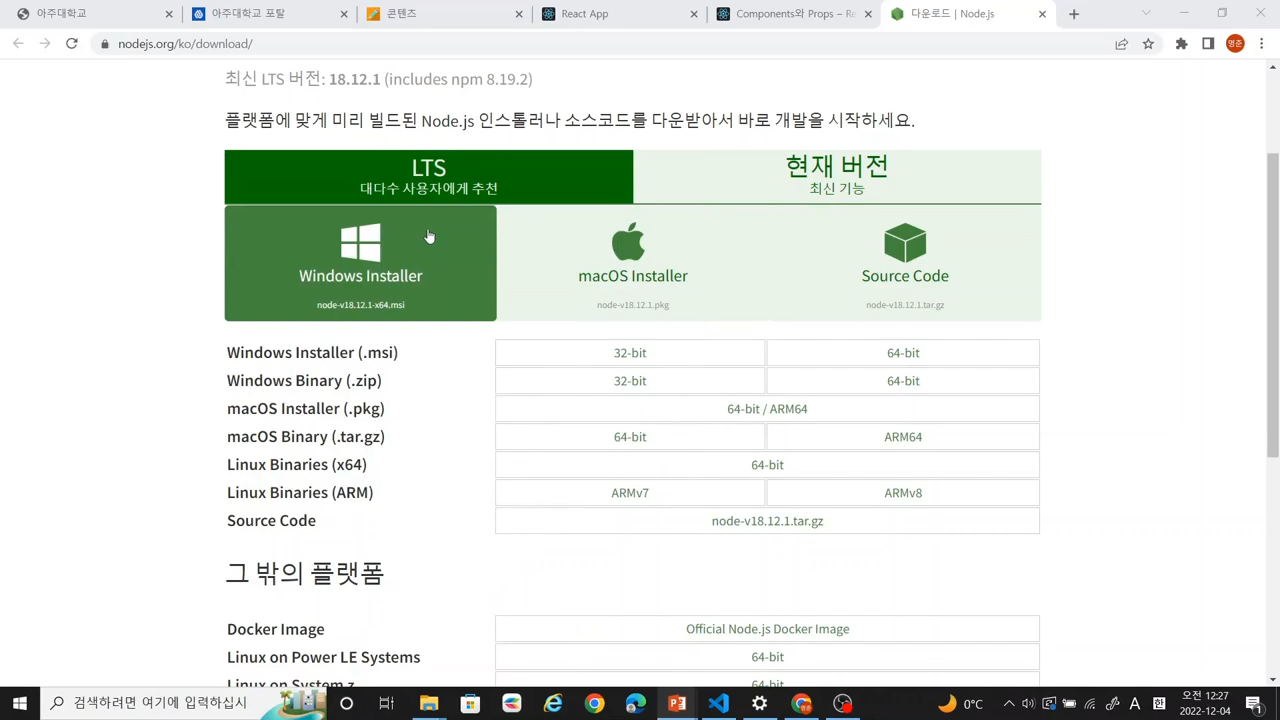 아주대학교
아주대학교 포탈
콘텐츠
React App
Components와 Props – Re
다운로드 | Node.js
nodejs.org/ko/download/
명준
최신 LTS 버전: 18.12.1 (includes npm 8.19.2)
플랫폼에 맞게 미리 빌드된 Node.js 인스톨러나 소스코드를 다운받아서 바로 개발을 시작하세요.
LTS
대다수 사용자에게 추천
현재 버전
최신 기능
Windows Installer
node-v18.12.1-x64.msi
macOS Installer
node-v18.12.1.pkg
Source Code
node-v18.12.1.tar.gz
Windows Installer (.msi) 32-bit 64-bit
Windows Binary (.zip) 32-bit 64-bit
macOS Installer (.pkg) 64-bit / ARM64
macOS Binary (.tar.gz) 64-bit ARM64
Linux Binaries (x64) 64-bit
Linux Binaries (ARM) ARMv7 ARMv8
Source Code node-v18.12.1.tar.gz
그 밖의 플랫폼
Docker Image Official Node.js Docker Image
Linux on Power LE Systems 64-bit
Linux on System z 64-bit
검색하려면 여기에 입력하십시
0°C
A
한
오전 12:27
2022-12-04
1